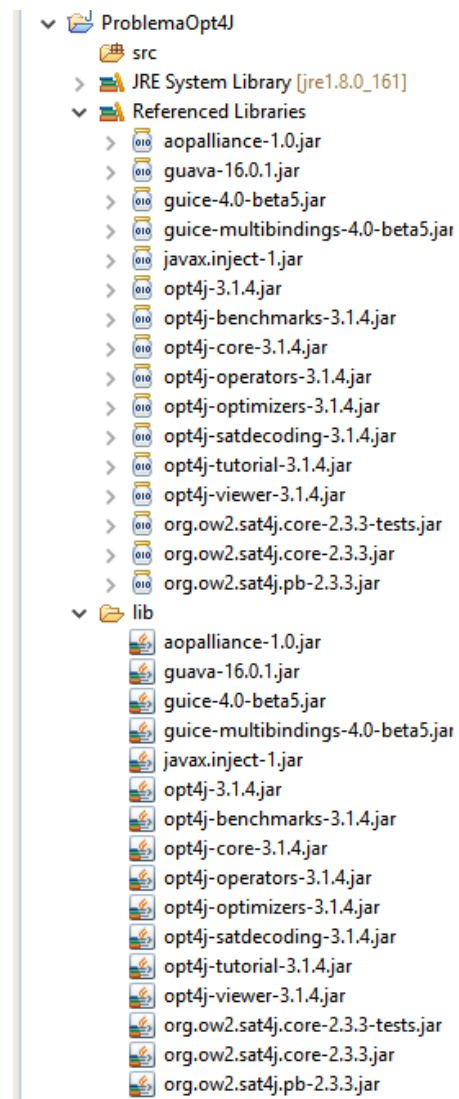 ProblemaOpt4J
src
JRE System Library [jre1.8.0_161]
Referenced Libraries
aopalliance-1.0.jar
guava-16.0.1.jar
guice-4.0-beta5.jar
guice-multibindings-4.0-beta5.jar
javax.inject-1.jar
opt4j-3.1.4.jar
opt4j-benchmarks-3.1.4.jar
opt4j-core-3.1.4.jar
opt4j-operators-3.1.4.jar
opt4j-optimizers-3.1.4.jar
opt4j-satdecoding-3.1.4.jar
opt4j-tutorial-3.1.4.jar
opt4j-viewer-3.1.4.jar
org.ow2.sat4j.core-2.3.3-tests.jar
org.ow2.sat4j.core-2.3.3.jar
org.ow2.sat4j.pb-2.3.3.jar
lib
aopalliance-1.0.jar
guava-16.0.1.jar
guice-4.0-beta5.jar
guice-multibindings-4.0-beta5.jar
javax.inject-1.jar
opt4j-3.1.4.jar
opt4j-benchmarks-3.1.4.jar
opt4j-core-3.1.4.jar
opt4j-operators-3.1.4.jar
opt4j-optimizers-3.1.4.jar
opt4j-satdecoding-3.1.4.jar
opt4j-tutorial-3.1.4.jar
opt4j-viewer-3.1.4.jar
org.ow2.sat4j.core-2.3.3-tests.jar
org.ow2.sat4j.core-2.3.3.jar
org.ow2.sat4j.pb-2.3.3.jar